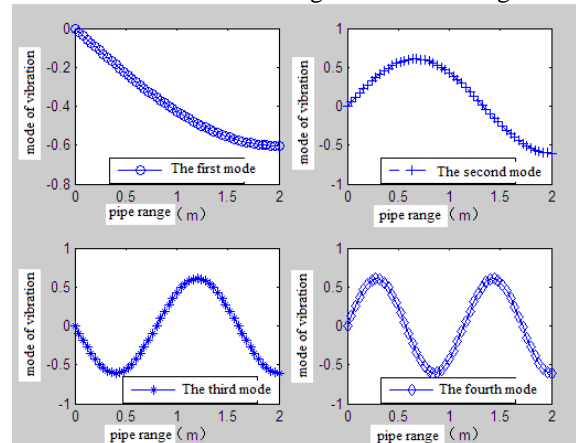 0
-0.2
-0.4
-0.6
-0.8
mode of vibration
The first mode
0 0.5 1 1.5 2
pipe range (m)
1
0.5
0
-0.5
-1
mode of vibration
The second mode
0 0.5 1 1.5 2
pipe range (m)
1
0.5
0
-0.5
-1
mode of vibration
The third mode
0 0.5 1 1.5 2
pipe range (m)
1
0.5
0
-0.5
-1
mode of vibration
The fourth mode
0 0.5 1 1.5 2
pipe range (m)